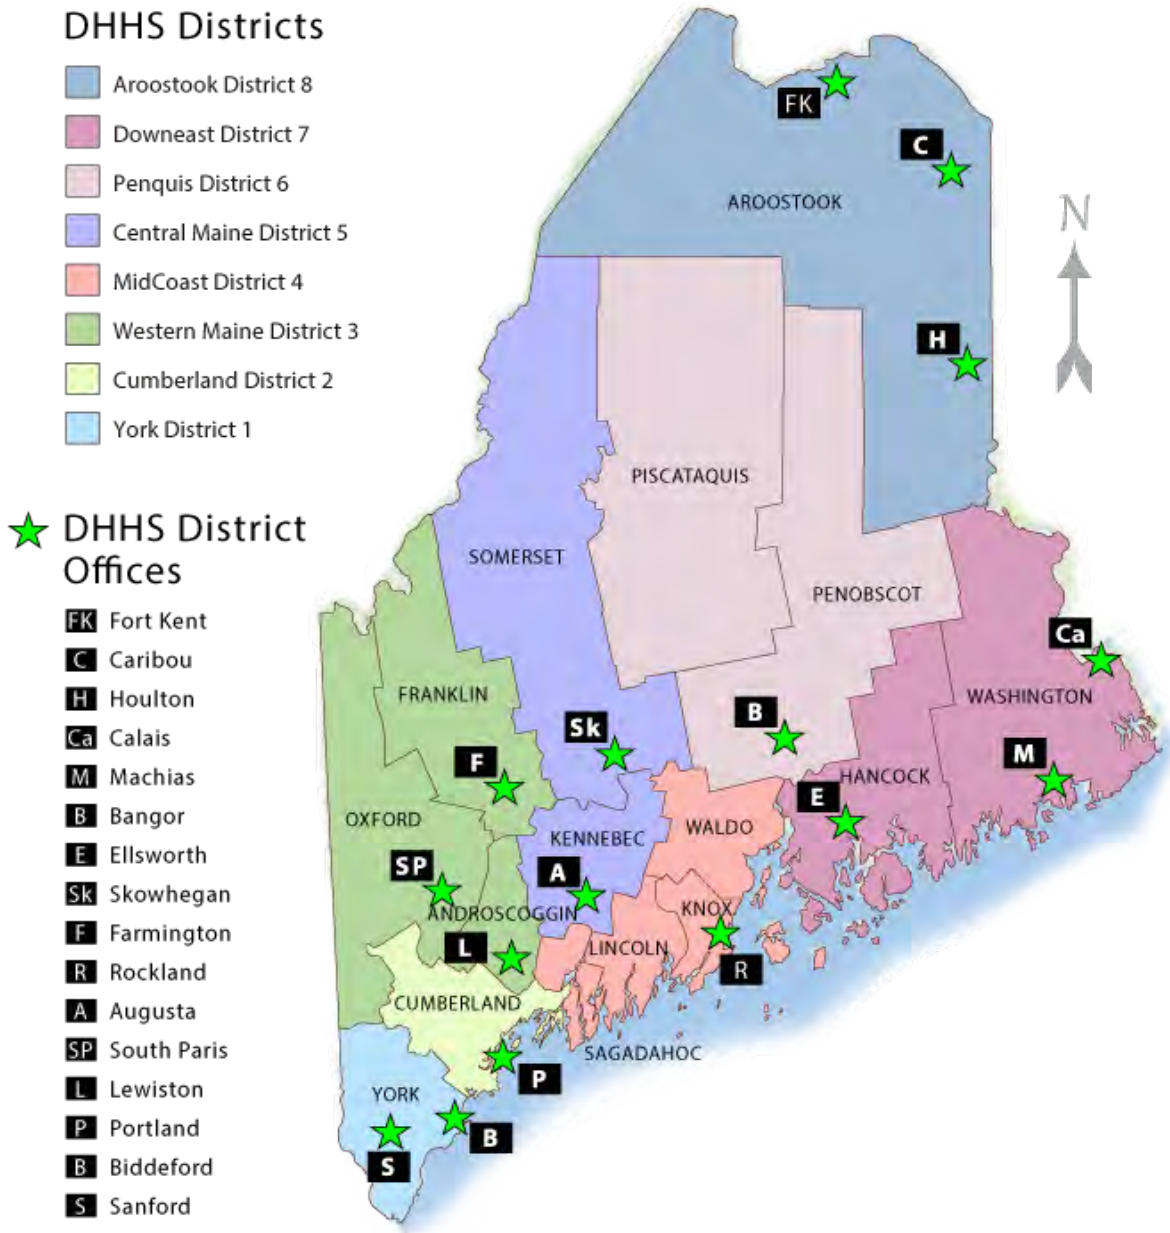 DHHS Districts
Aroostook District 8
Downeast District 7
Penquis District 6
Central Maine District 5
MidCoast District 4
Western Maine District 3
Cumberland District 2
York District 1
DHHS District
Offices
FK Fort Kent
C Caribou
H Houlton
Ca Calais
M Machias
B Bangor
E Ellsworth
Sk Skowhegan
F Farmington
R Rockland
A Augusta
SP South Paris
L Lewiston
P Portland
B Biddeford
S Sanford
FK
C
AROOSTOOK
N
H
PISCATAQUIS
SOMERSET
PENOBSCOT
Ca
FRANKLIN
WASHINGTON
B
Sk
M
F
HANCOCK
E
OXFORD
WALDO
KENNEBEC
SP
A
KNOX
ANDROSCOGGIN
L
LINCOLN
R
CUMBERLAND
SAGADAHOC
P
YORK
B
S